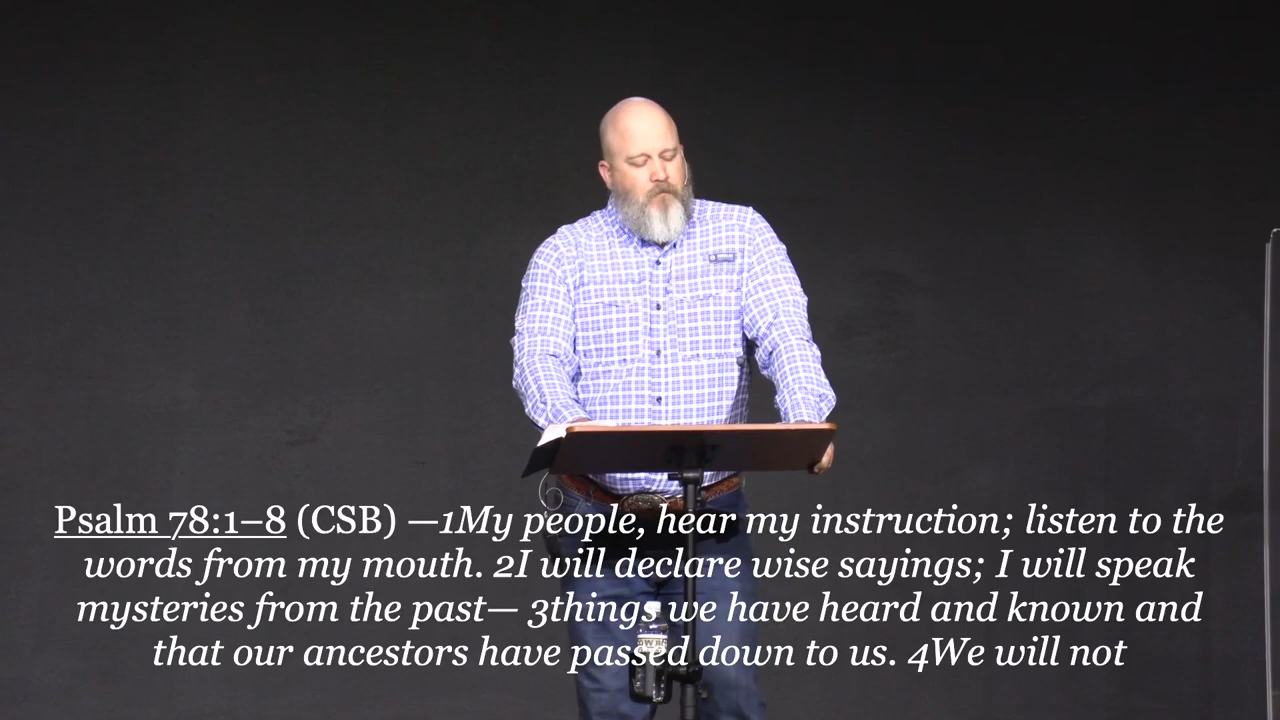 Psalm 78:1–8 (CSB) —1My people, hear my instruction; listen to the
words from my mouth. 2I will declare wise sayings; I will speak
mysteries from the past— 3things we have heard and known and
that our ancestors have passed down to us. 4We will not